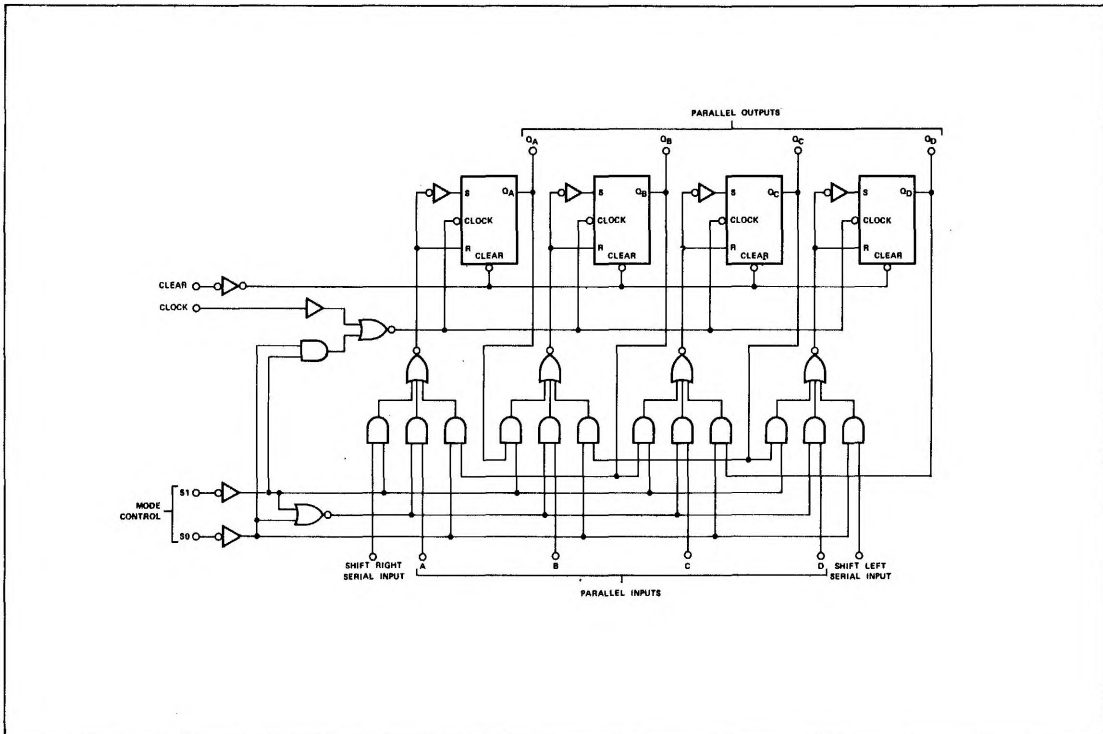 PARALLEL OUTPUTS
QA QB QC QD
S QA S QB S QC S QD
CLOCK CLOCK CLOCK CLOCK
R R R R
CLEAR CLEAR CLEAR CLEAR
CLEAR
CLOCK
S1
MODE
CONTROL
S0
SHIFT RIGHT
SERIAL INPUT
A B C D
SHIFT LEFT
SERIAL INPUT
PARALLEL INPUTS